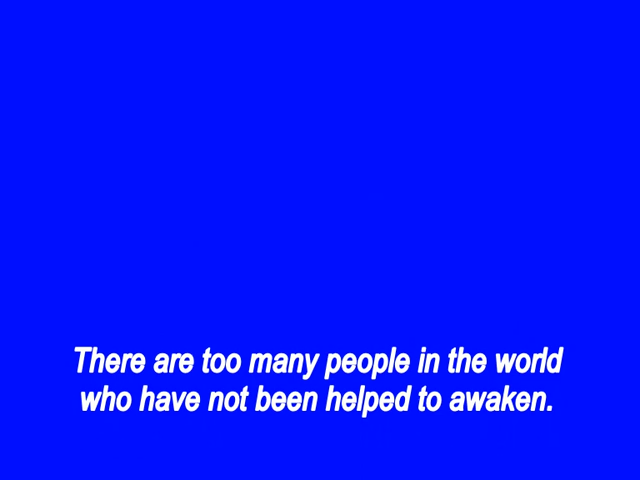 There are too many people in the world
who have not been helped to awaken.